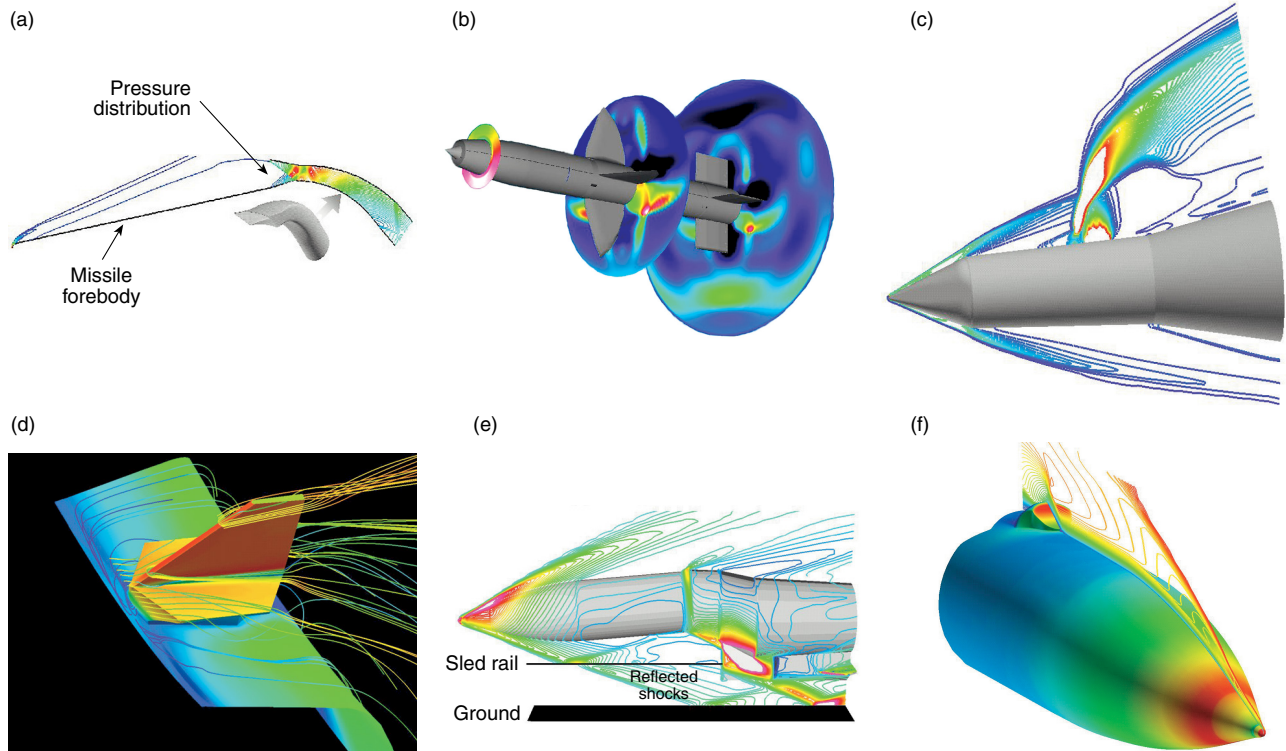 (a)
Pressure
distribution
Missile
forebody
(b)
(c)
(d)
(e)
Sled rail
Reflected
shocks
Ground
(f)